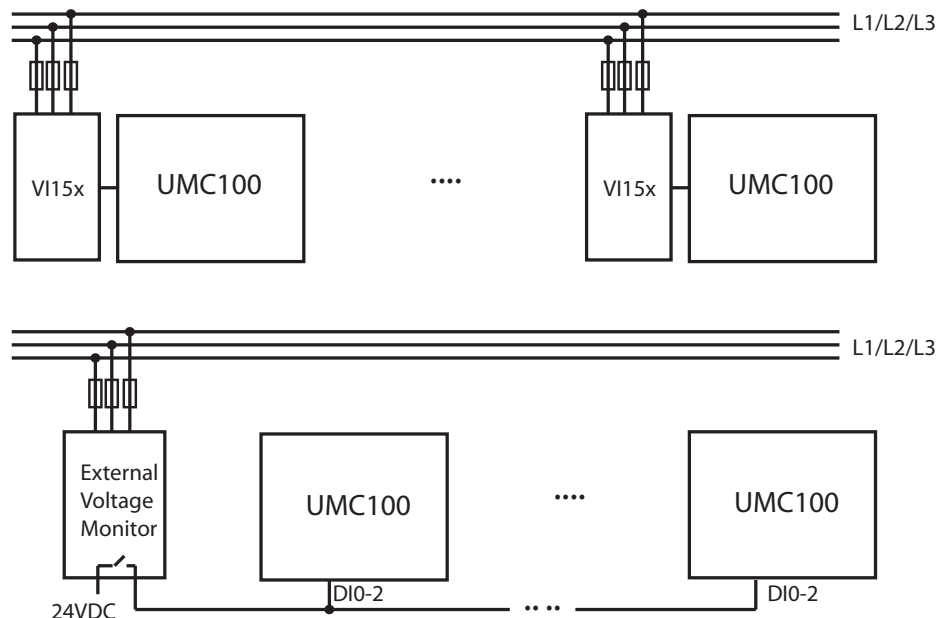 L1/L2/L3
VI15x
UMC100
....
VI15x
UMC100
L1/L2/L3
External
Voltage
Monitor
UMC100
....
UMC100
DI0-2
DI0-2
24VDC
.. ..